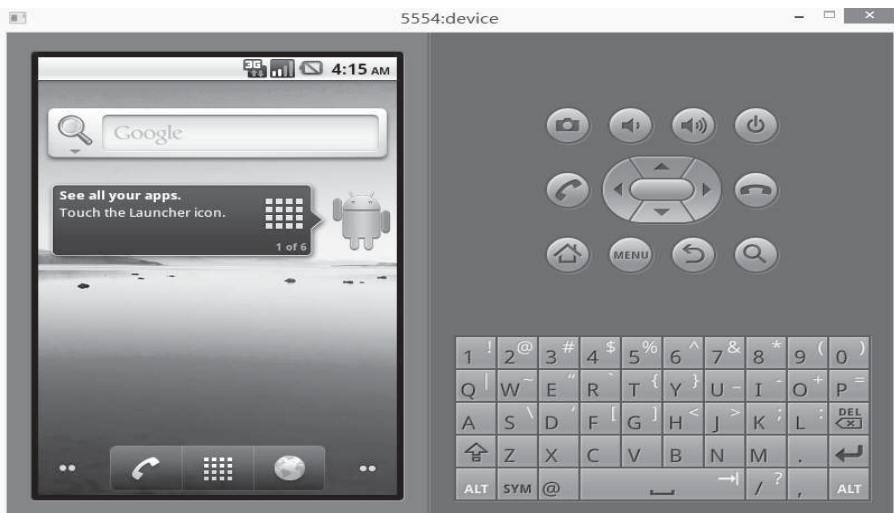 5554:device
3G 4:15 AM
Google
See all your apps.
Touch the Launcher icon.
1 of 6
MENU
1 ! 2 @ 3 # 4 $ 5 % 6 ^ 7 & 8 * 9 ( 0 )
Q | W ~ E " R ` T { Y } U - I - O + P =
A S \ D ' F [ G ] H < J > K ; L : DEL
Z X C V B N M .
ALT SYM @ / ? , ALT